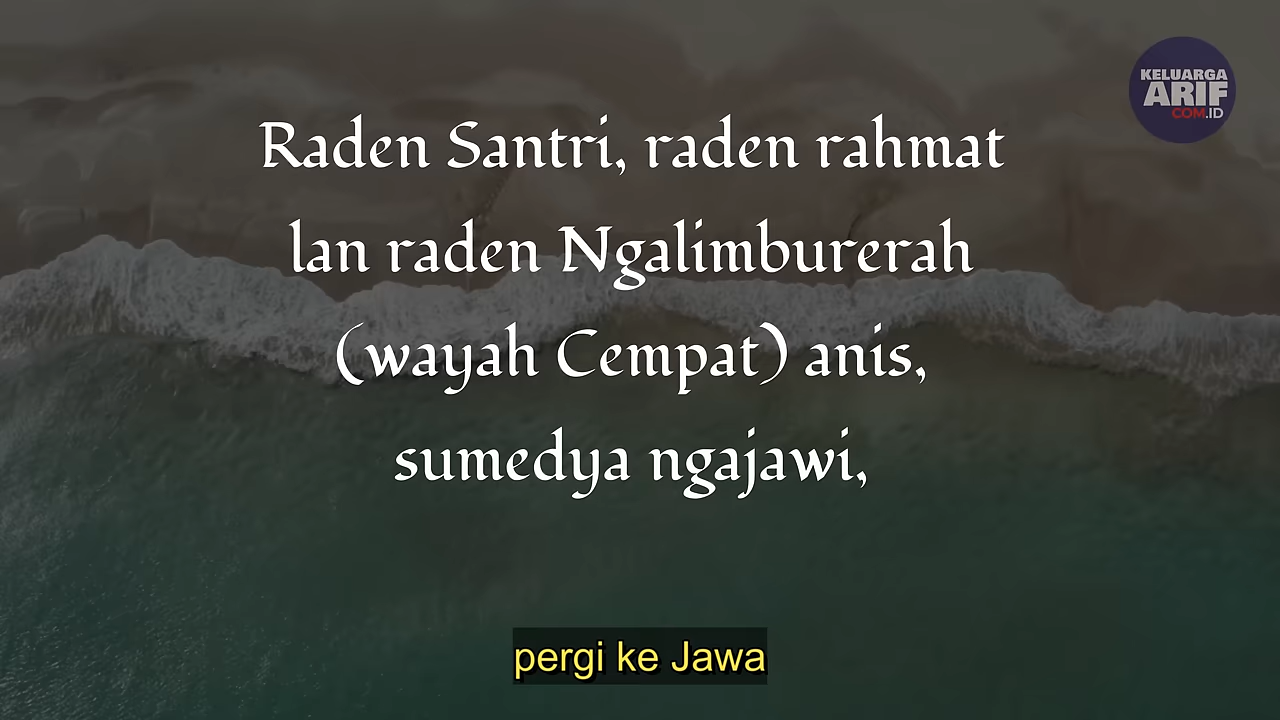 KELUARGA
ARIF
COM.ID
Raden Santri, raden rahmat
lan raden Ngalimburerah
(wayah Cempat) anis,
sumedya ngajawi,
pergi ke Jawa